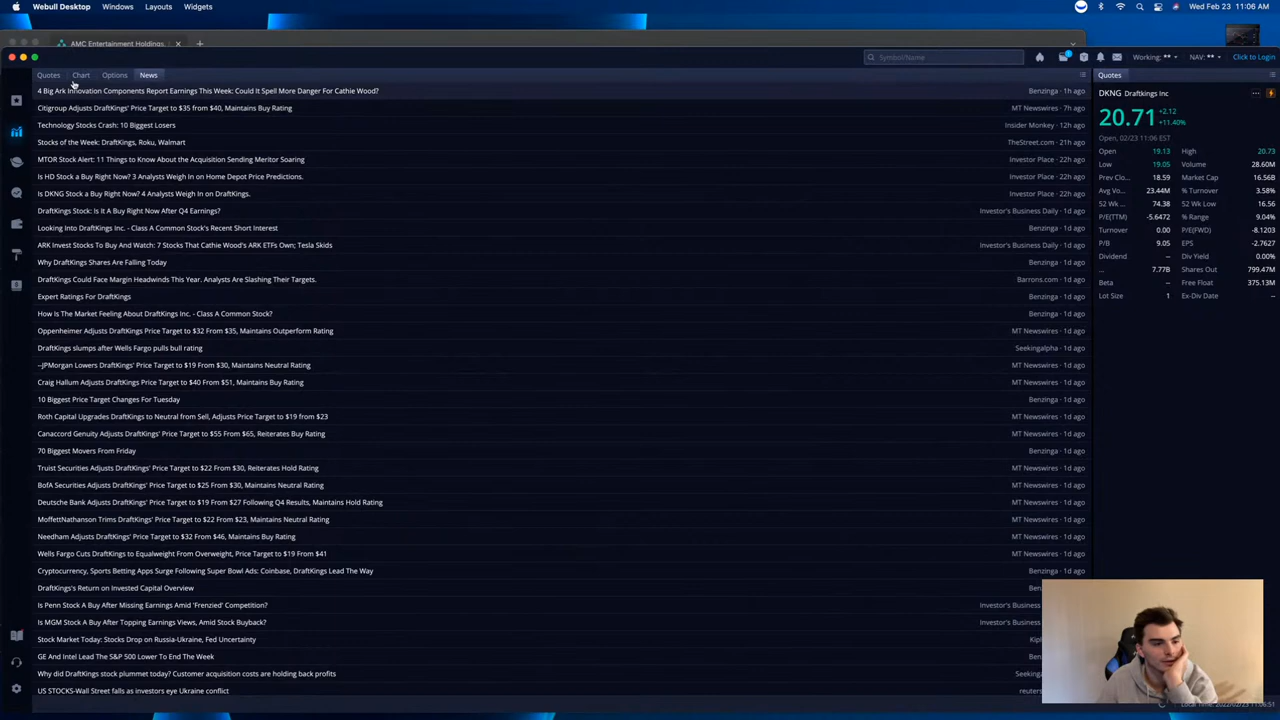 Webull Desktop Windows Layouts Widgets
Wed Feb 23 11:06 AM
AMC Entertainment Holdings.
Symbol/Name
1
Working: ** NAV: ** Click to Login
Quotes Chart Options News
Quotes
4 Big Ark Innovation Components Report Earnings This Week: Could It Spell More Danger For Cathie Wood? Benzinga · 1h ago
Citigroup Adjusts DraftKings' Price Target to $35 from $40, Maintains Buy Rating MT Newswires · 7h ago
Technology Stocks Crash: 10 Biggest Losers Insider Monkey · 12h ago
Stocks of the Week: DraftKings, Roku, Walmart TheStreet.com · 21h ago
MTOR Stock Alert: 11 Things to Know About the Acquisition Sending Meritor Soaring Investor Place · 22h ago
Is HD Stock a Buy Right Now? 3 Analysts Weigh In on Home Depot Price Predictions. Investor Place · 22h ago
Is DKNG Stock a Buy Right Now? 4 Analysts Weigh In on DraftKings. Investor Place · 22h ago
DraftKings Stock: Is It A Buy Right Now After Q4 Earnings? Investor's Business Daily · 1d ago
Looking Into DraftKings Inc. - Class A Common Stock's Recent Short Interest Benzinga · 1d ago
ARK Invest Stocks To Buy And Watch: 7 Stocks That Cathie Wood's ARK ETFs Own; Tesla Skids Investor's Business Daily · 1d ago
Why DraftKings Shares Are Falling Today Benzinga · 1d ago
DraftKings Could Face Margin Headwinds This Year. Analysts Are Slashing Their Targets. Barrons.com · 1d ago
Expert Ratings For DraftKings Benzinga · 1d ago
How Is The Market Feeling About DraftKings Inc. - Class A Common Stock? Benzinga · 1d ago
Oppenheimer Adjusts DraftKings Price Target to $32 From $35, Maintains Outperform Rating MT Newswires · 1d ago
DraftKings slumps after Wells Fargo pulls bull rating Seekingalpha · 1d ago
--JPMorgan Lowers DraftKings' Price Target to $19 From $30, Maintains Neutral Rating MT Newswires · 1d ago
Craig Hallum Adjusts DraftKings Price Target to $40 From $51, Maintains Buy Rating MT Newswires · 1d ago
10 Biggest Price Target Changes For Tuesday Benzinga · 1d ago
Roth Capital Upgrades DraftKings to Neutral from Sell, Adjusts Price Target to $19 from $23 MT Newswires · 1d ago
Canaccord Genuity Adjusts DraftKings' Price Target to $55 From $65, Reiterates Buy Rating MT Newswires · 1d ago
70 Biggest Movers From Friday Benzinga · 1d ago
Truist Securities Adjusts DraftKings' Price Target to $22 From $30, Reiterates Hold Rating MT Newswires · 1d ago
BofA Securities Adjusts DraftKings' Price Target to $25 From $30, Maintains Neutral Rating MT Newswires · 1d ago
Deutsche Bank Adjusts DraftKings' Price Target to $19 From $27 Following Q4 Results, Maintains Hold Rating MT Newswires · 1d ago
MoffettNathanson Trims DraftKings' Price Target to $22 From $23, Maintains Neutral Rating MT Newswires · 1d ago
Needham Adjusts DraftKings' Price Target to $32 From $46, Maintains Buy Rating MT Newswires · 1d ago
Wells Fargo Cuts DraftKings to Equalweight From Overweight, Price Target to $19 From $41 MT Newswires · 1d ago
Cryptocurrency, Sports Betting Apps Surge Following Super Bowl Ads: Coinbase, DraftKings Lead The Way Benzinga · 1d ago
DraftKings's Return on Invested Capital Overview
Is Penn Stock A Buy After Missing Earnings Amid 'Frenzied' Competition? Investor's Business
Is MGM Stock A Buy After Topping Earnings Views, Amid Stock Buyback? Investor's Business
Stock Market Today: Stocks Drop on Russia-Ukraine, Fed Uncertainty
GE And Intel Lead The S&P 500 Lower To End The Week
Why did DraftKings stock plummet today? Customer acquisition costs are holding back profits
US STOCKS-Wall Street falls as investors eye Ukraine conflict
DKNG Draftkings Inc
20.71 +2.12
+11.40%
Open, 02/23 11:06 EST
Open 19.13 High 20.73
Low 19.05 Volume 28.60M
Prev Clo... 18.59 Market Cap 16.56B
Avg Vo... 23.44M % Turnover 3.58%
52 Wk ... 74.38 52 Wk Low 16.56
P/E(TTM) -5.6472 % Range 9.04%
Turnover 0.00 P/E(FWD) -8.1203
P/B 9.05 EPS -2.7627
Dividend -- Div Yield 0.00%
... 7.77B Shares Out 799.47M
Beta -- Free Float 375.13M
Lot Size 1 Ex-Div Date --
Local Time: 2022/02/23 11:06:51